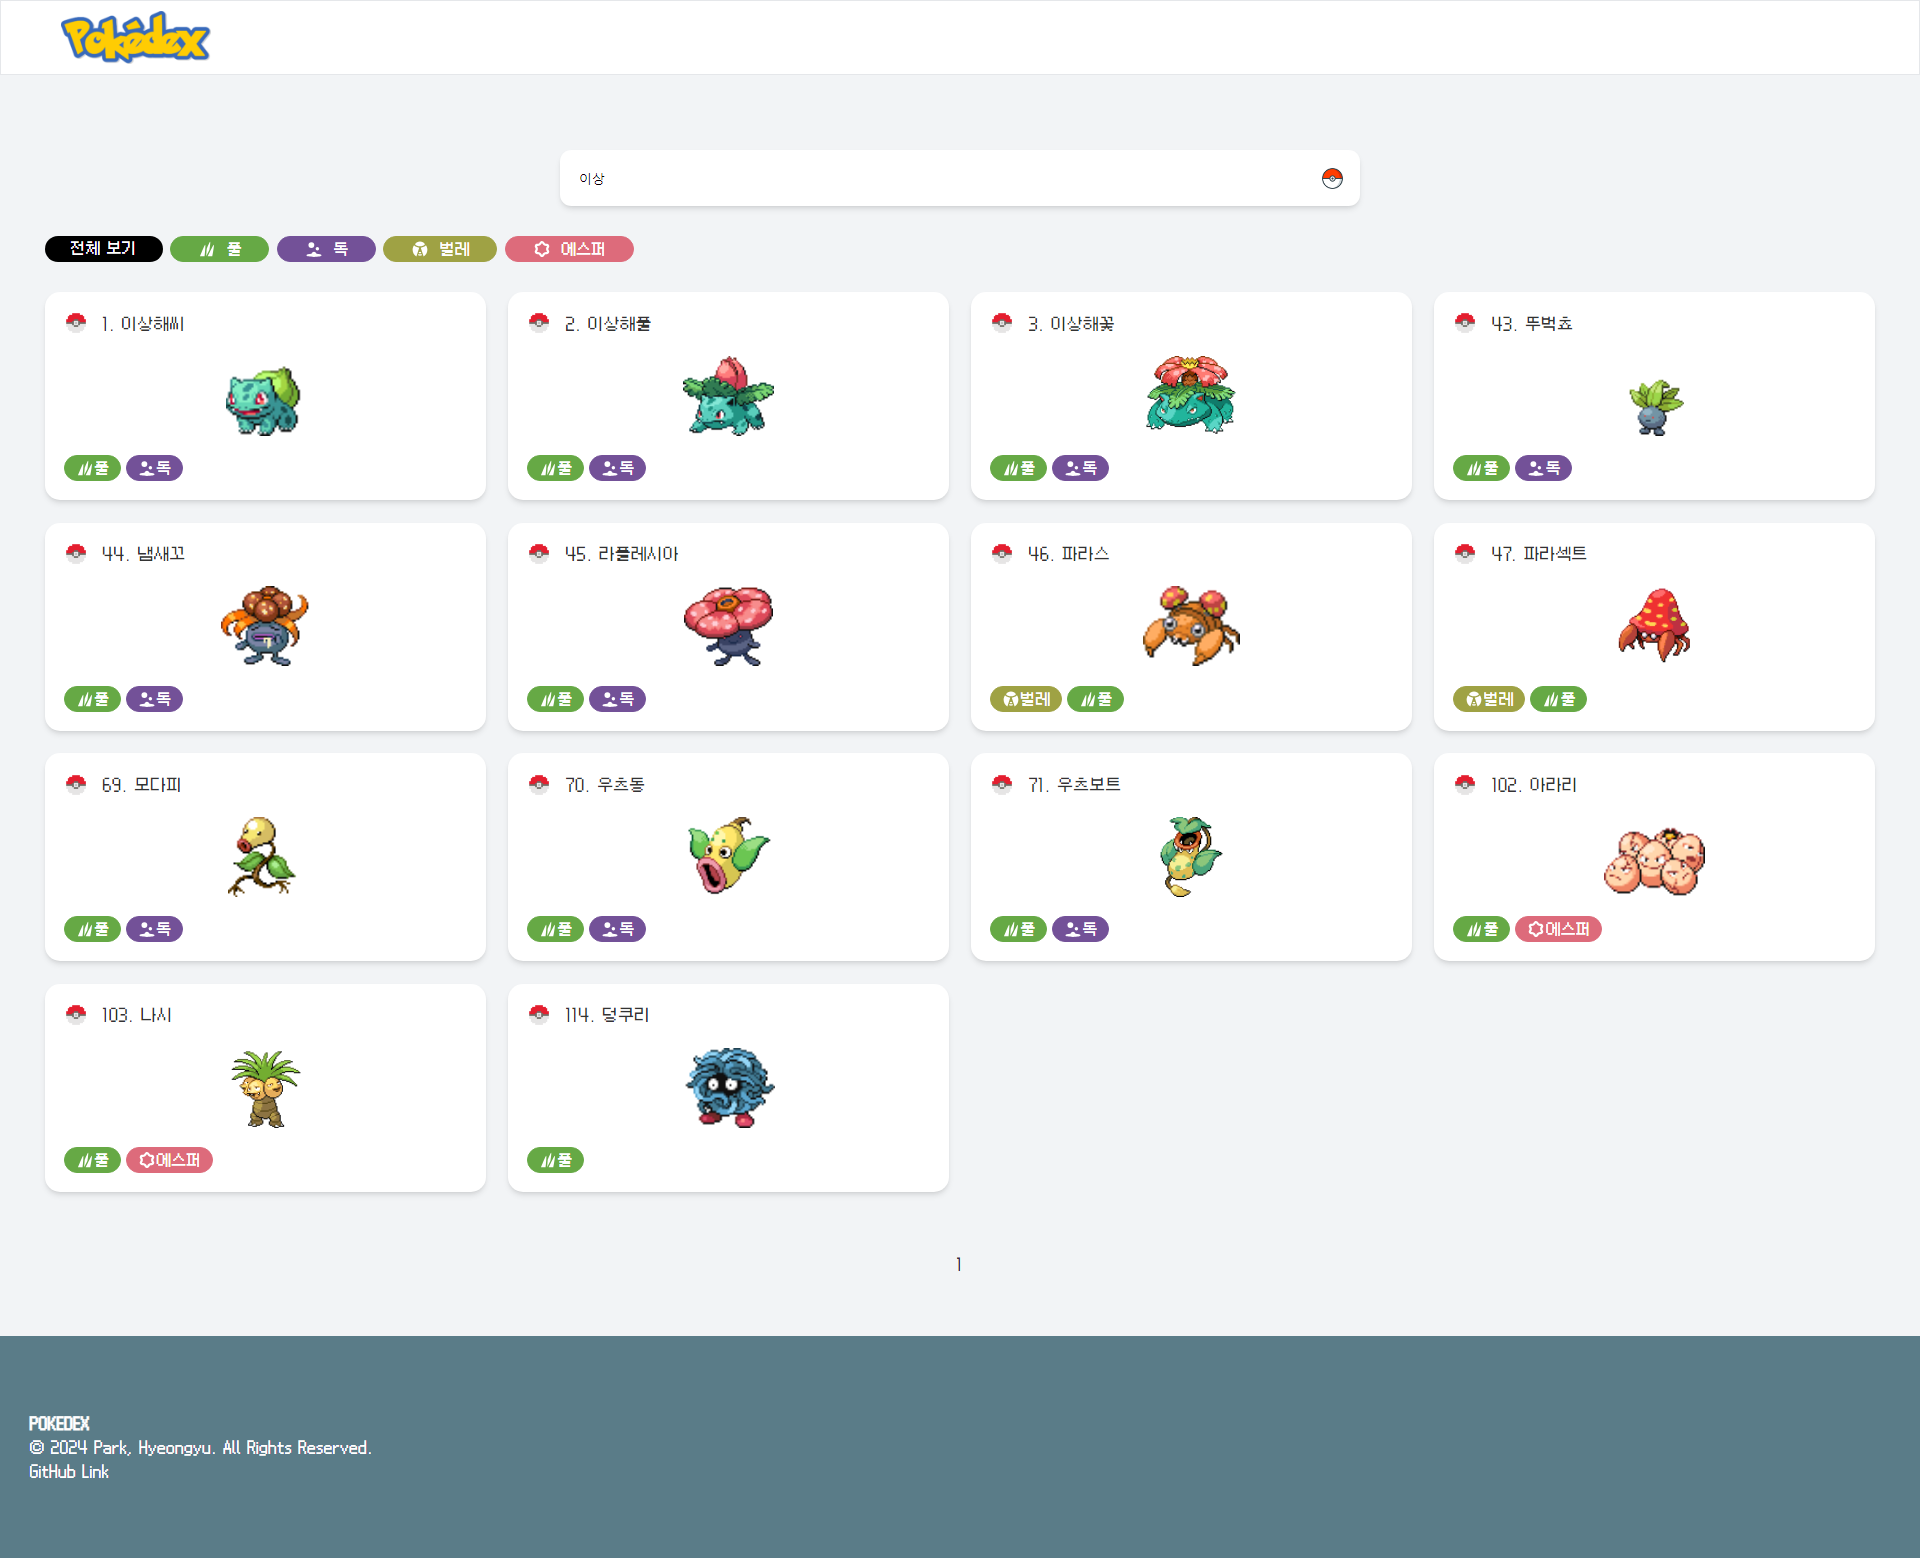 Pokédex
이상
전체 보기 풀 독 벌레 에스퍼
1. 이상해씨
풀 독
2. 이상해풀
풀 독
3. 이상해꽃
풀 독
43. 뚜벅쵸
풀 독
44. 냄새꼬
풀 독
45. 라플레시아
풀 독
46. 파라스
벌레 풀
47. 파라섹트
벌레 풀
69. 모다피
풀 독
70. 우츠동
풀 독
71. 우츠보트
풀 독
102. 아라리
풀 에스퍼
103. 나시
풀 에스퍼
114. 덩쿠리
풀
1
POKEDEX
© 2024 Park, Hyeongyu. All Rights Reserved.
GitHub Link